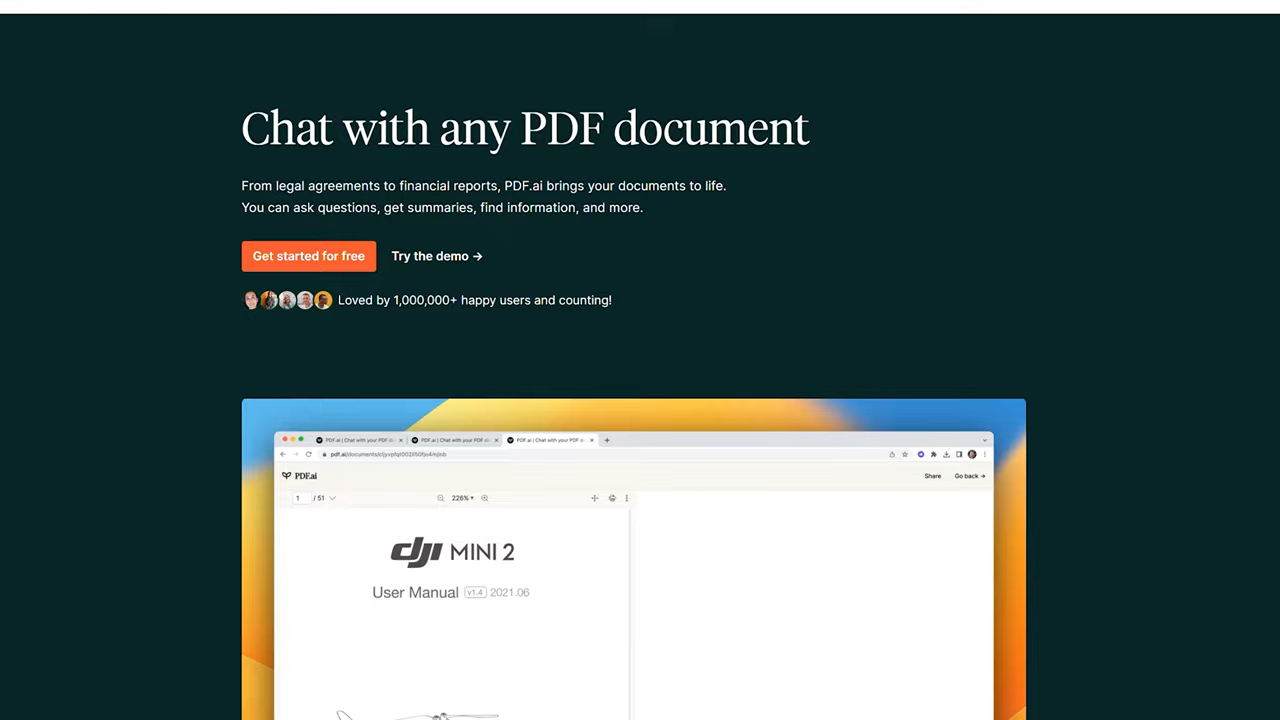 Chat with any PDF document
From legal agreements to financial reports, PDF.ai brings your documents to life.
You can ask questions, get summaries, find information, and more.
Get started for free Try the demo →
Loved by 1,000,000+ happy users and counting!
PDF.ai | Chat with your PDF PDF.ai | Chat with your PDF PDF.ai | Chat with your PDF
PDF.ai Share Go back →
1 / 51 226%
dji MINI 2
User Manual v1.4 2021.06